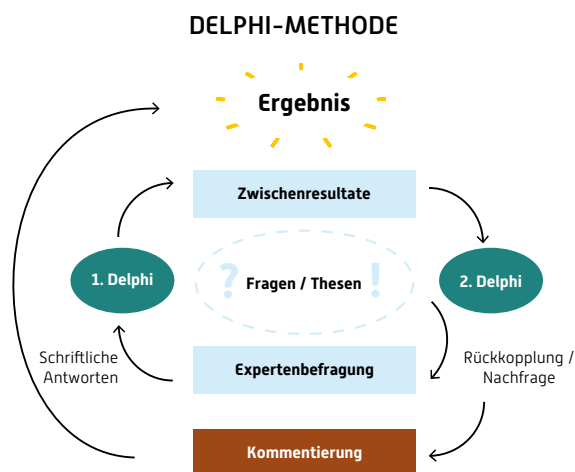 DELPHI-METHODE
Ergebnis
Zwischenresultate
1. Delphi
? Fragen / Thesen !
2. Delphi
Schriftliche
Antworten
Expertenbefragung
Rückkopplung /
Nachfrage
Kommentierung